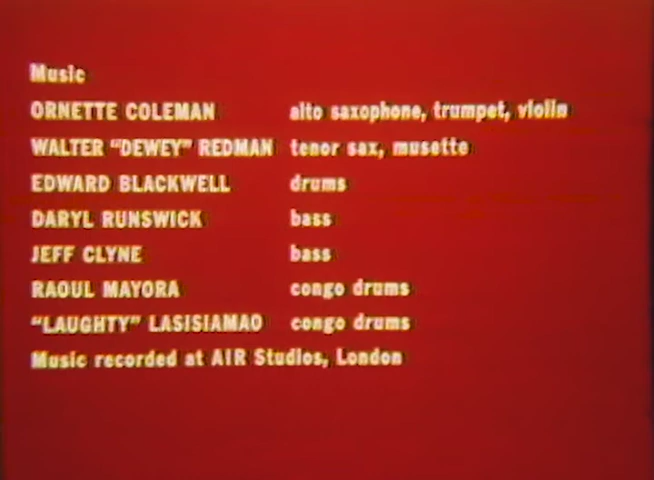 Music
ORNETTE COLEMAN alto saxophone, trumpet, violin
WALTER "DEWEY" REDMAN tenor sax, musette
EDWARD BLACKWELL drums
DARYL RUNSWICK bass
JEFF CLYNE bass
RAOUL MAYORA congo drums
"LAUGHTY" LASISIAMAO congo drums
Music recorded at AIR Studios, London